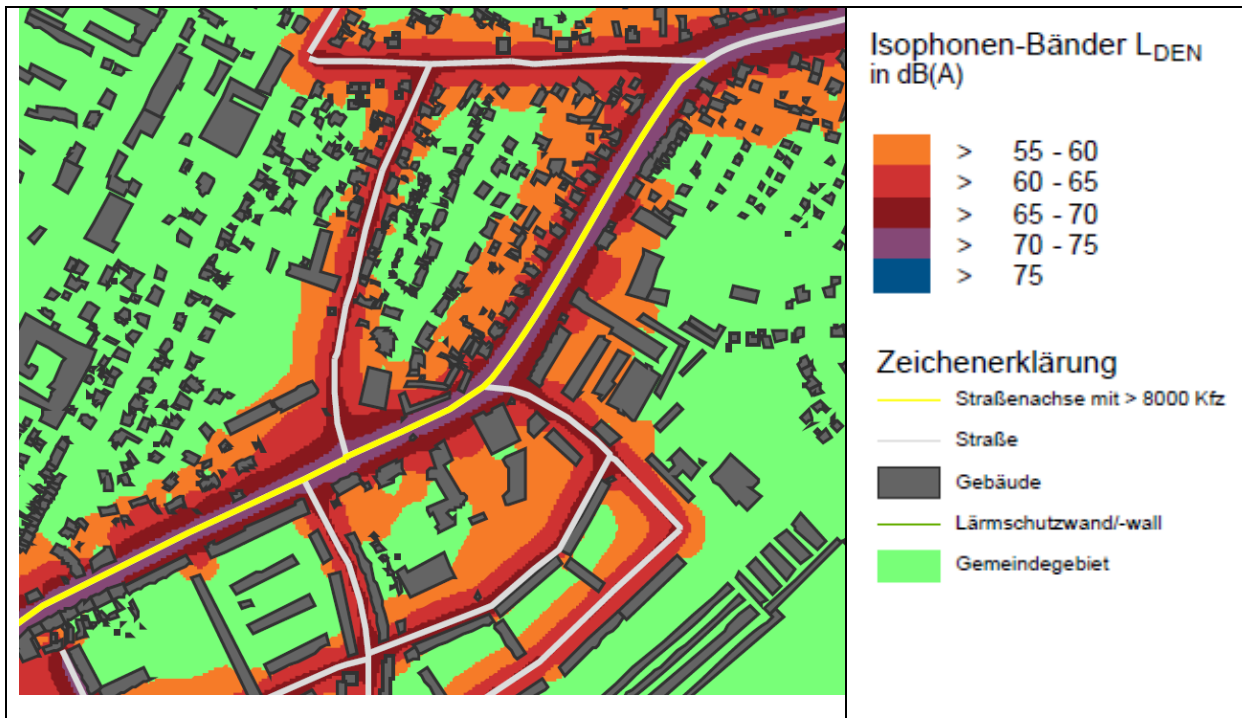 Isophonen-Bänder LDEN
in dB(A)
> 55 - 60
> 60 - 65
> 65 - 70
> 70 - 75
> 75
Zeichenerklärung
Straßenachse mit > 8000 Kfz
Straße
Gebäude
Lärmschutzwand/-wall
Gemeindegebiet